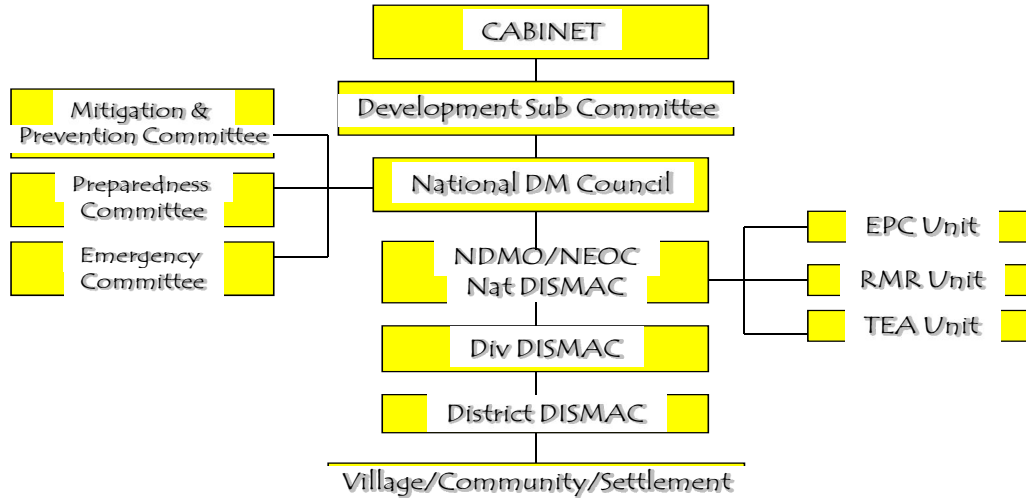 CABINET
Development Sub Committee
Mitigation &
Prevention Committee
National DM Council
Preparedness
Committee
Emergency
Committee
NDMO/NEOC
Nat DISMAC
EPC Unit
RMR Unit
TEA Unit
Div DISMAC
District DISMAC
Village/Community/Settlement